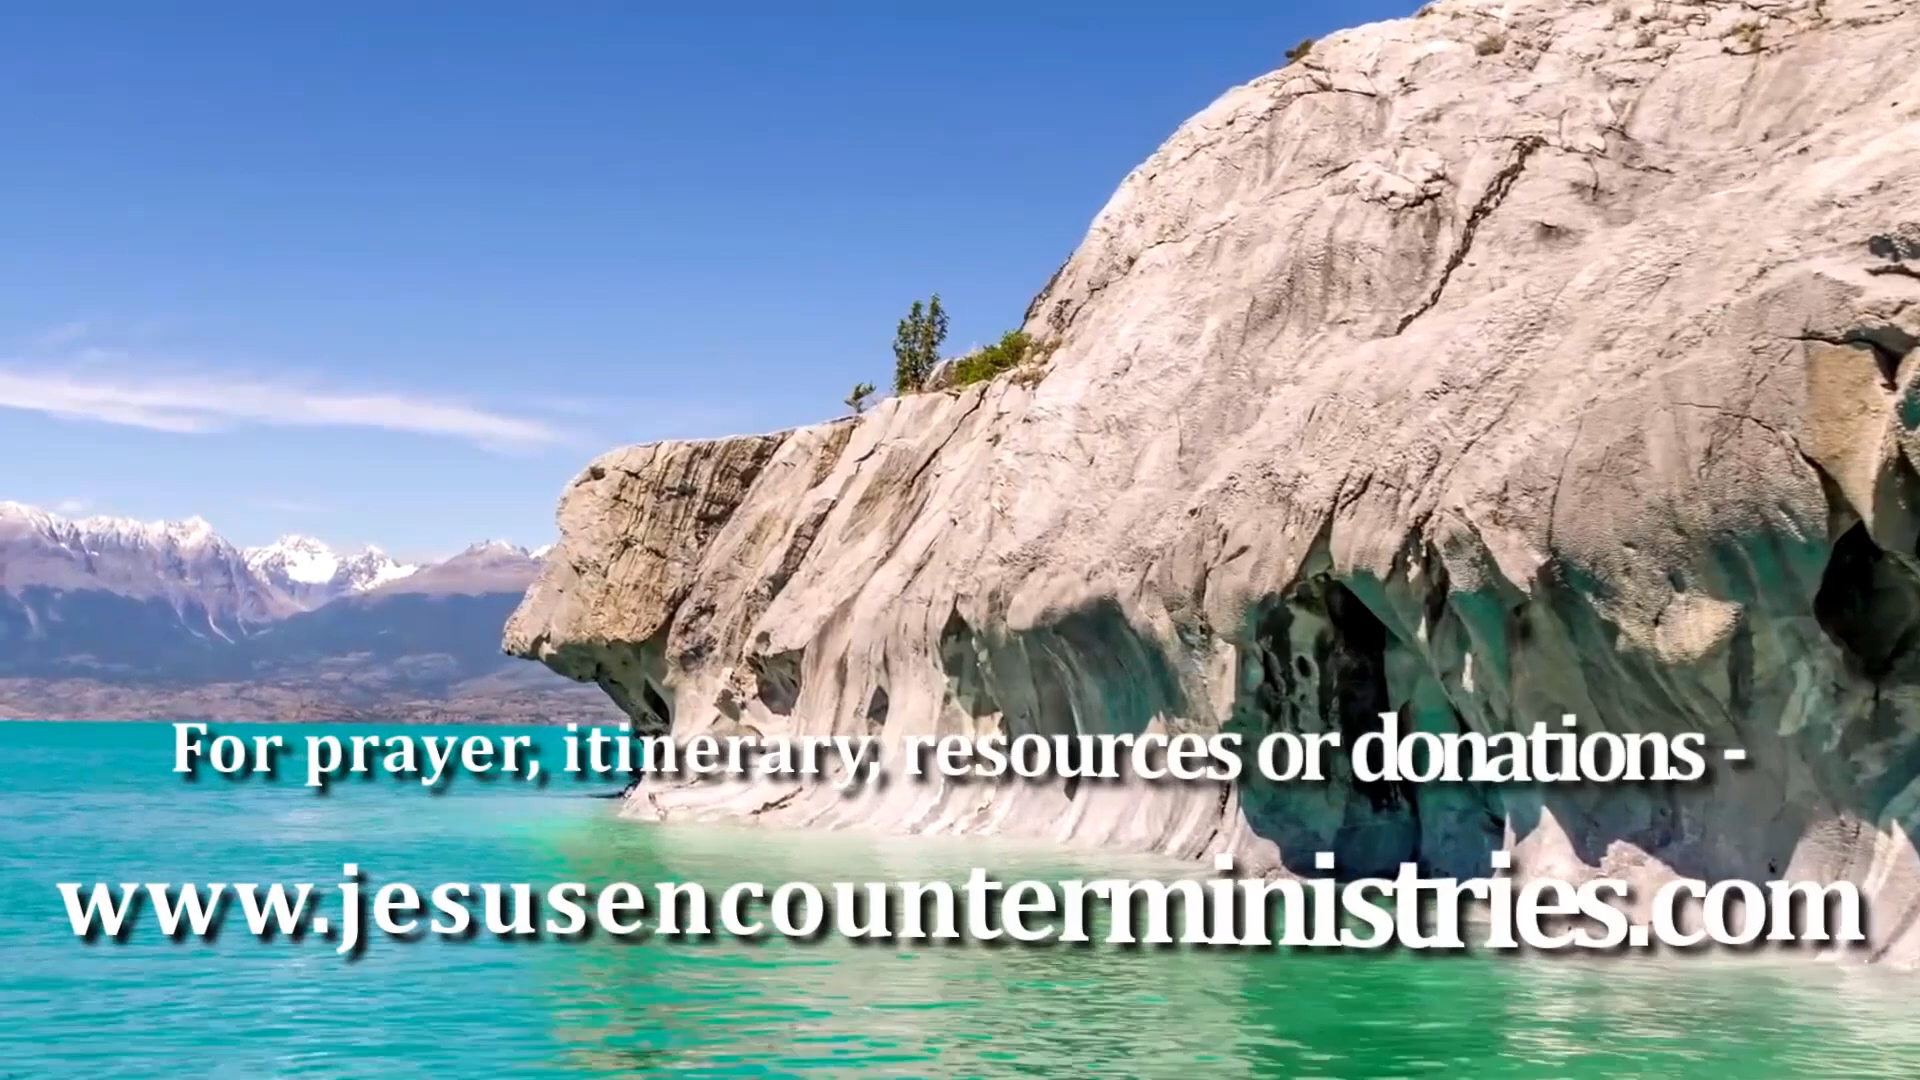 For prayer, itinerary, resources or donations -
www.jesusencounterministries.com